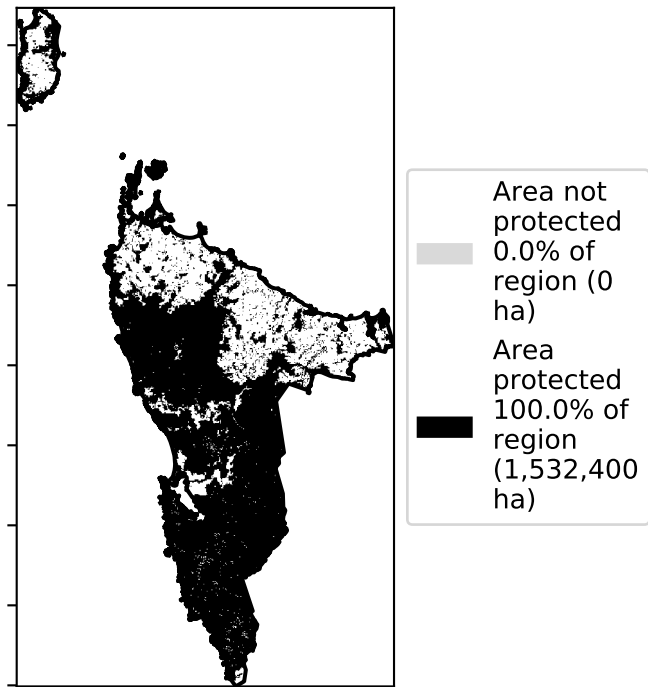 Area not
protected
0.0% of
region (0
ha)
Area
protected
100.0% of
region
(1,532,400
ha)